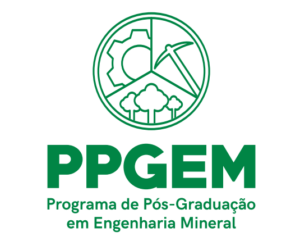 PPGEM
Programa de Pós-Graduação
em Engenharia Mineral